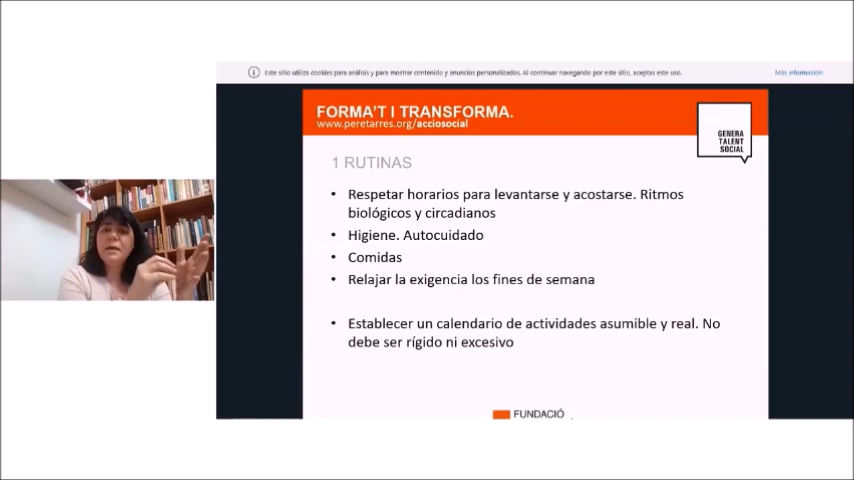 Este sitio utiliza cookies para análisis y para mostrar contenido y anuncios personalizados. Al continuar navegando por este sitio, aceptas este uso.
Más información
FORMA'T I TRANSFORMA.
www.peretarres.org/acciosocial
GENERA
TALENT
SOCIAL
1 RUTINAS
• Respetar horarios para levantarse y acostarse. Ritmos
biológicos y circadianos
• Higiene. Autocuidado
• Comidas
• Relajar la exigencia los fines de semana
• Establecer un calendario de actividades asumible y real. No
debe ser rígido ni excesivo
FUNDACIÓ